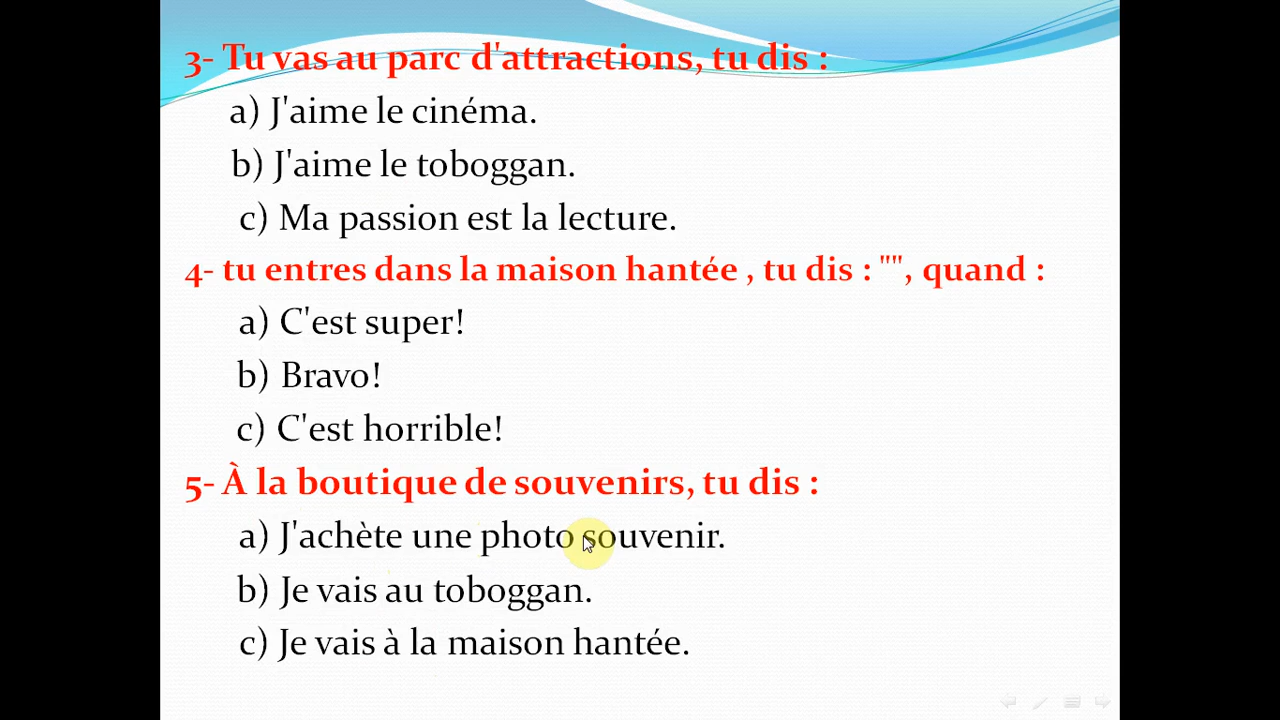 3- Tu vas au parc d'attractions, tu dis :
a) J'aime le cinéma.
b) J'aime le toboggan.
c) Ma passion est la lecture.
4- tu entres dans la maison hantée , tu dis : "", quand :
a) C'est super!
b) Bravo!
c) C'est horrible!
5- À la boutique de souvenirs, tu dis :
a) J'achète une photo souvenir.
b) Je vais au toboggan.
c) Je vais à la maison hantée.